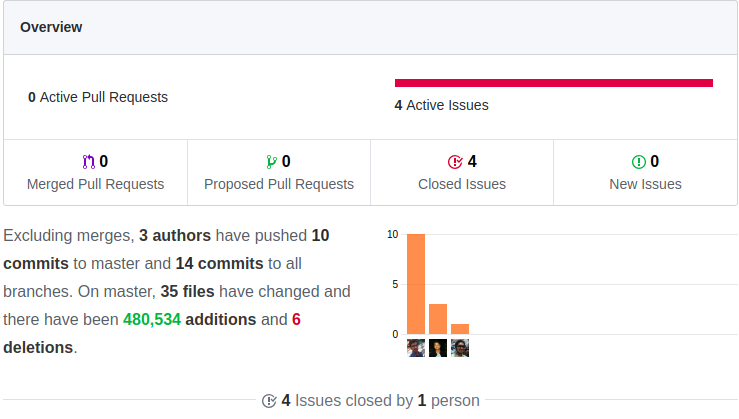 Overview
0 Active Pull Requests
4 Active Issues
0
Merged Pull Requests
0
Proposed Pull Requests
4
Closed Issues
0
New Issues
Excluding merges, 3 authors have pushed 10
commits to master and 14 commits to all
branches. On master, 35 files have changed and
there have been 480,534 additions and 6
deletions.
10
5
0
4 Issues closed by 1 person